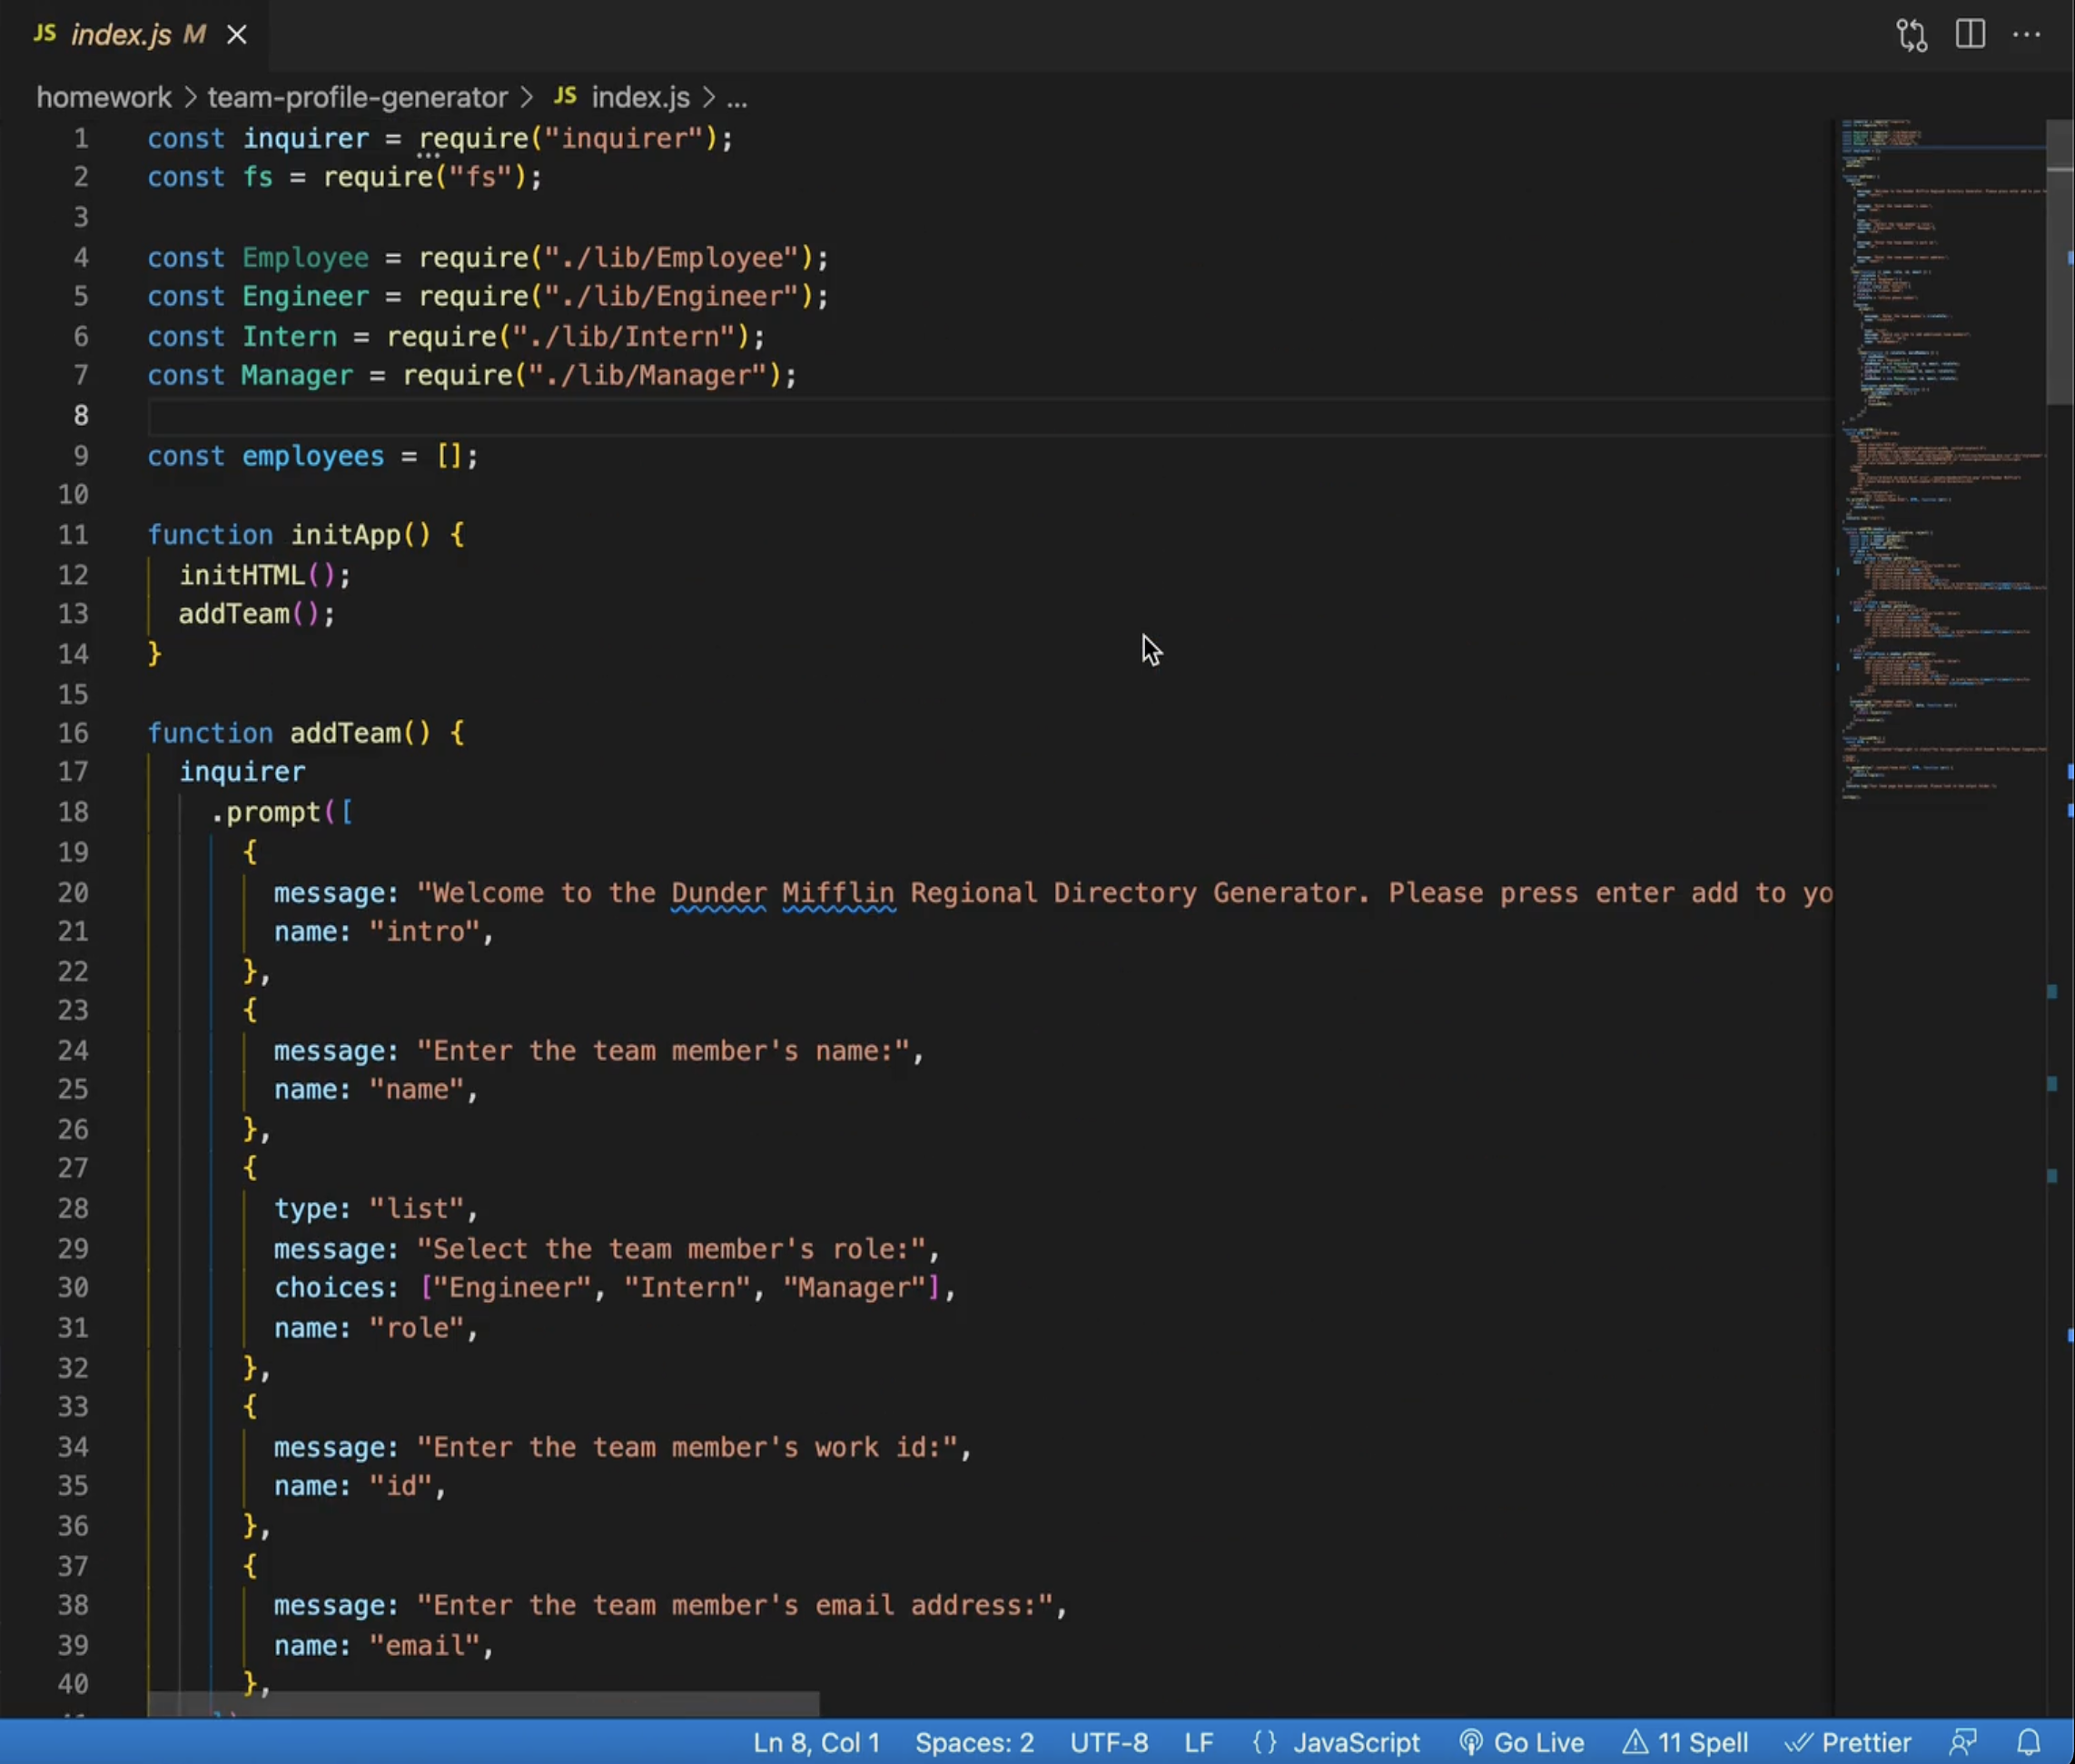 JS index.js M
homework > team-profile-generator > JS index.js > ...
1 const inquirer = require("inquirer");
2 const fs = require("fs");
3
4 const Employee = require("./lib/Employee");
5 const Engineer = require("./lib/Engineer");
6 const Intern = require("./lib/Intern");
7 const Manager = require("./lib/Manager");
8
9 const employees = [];
10
11 function initApp() {
12 initHTML();
13 addTeam();
14 }
15
16 function addTeam() {
17 inquirer
18 .prompt([
19 {
20 message: "Welcome to the Dunder Mifflin Regional Directory Generator. Please press enter add to yo
21 name: "intro",
22 },
23 {
24 message: "Enter the team member's name:",
25 name: "name",
26 },
27 {
28 type: "list",
29 message: "Select the team member's role:",
30 choices: ["Engineer", "Intern", "Manager"],
31 name: "role",
32 },
33 {
34 message: "Enter the team member's work id:",
35 name: "id",
36 },
37 {
38 message: "Enter the team member's email address:",
39 name: "email",
40 },
Ln 8, Col 1 Spaces: 2 UTF-8 LF {} JavaScript Go Live 11 Spell Prettier